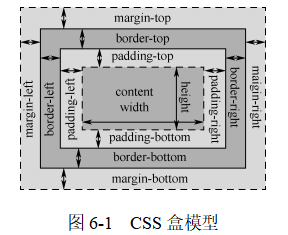 margin-top
border-top
padding-top
margin-left
border-left
padding-left
content
width
height
padding-right
border-right
margin-right
padding-bottom
border-bottom
margin-bottom
图 6-1 CSS 盒模型